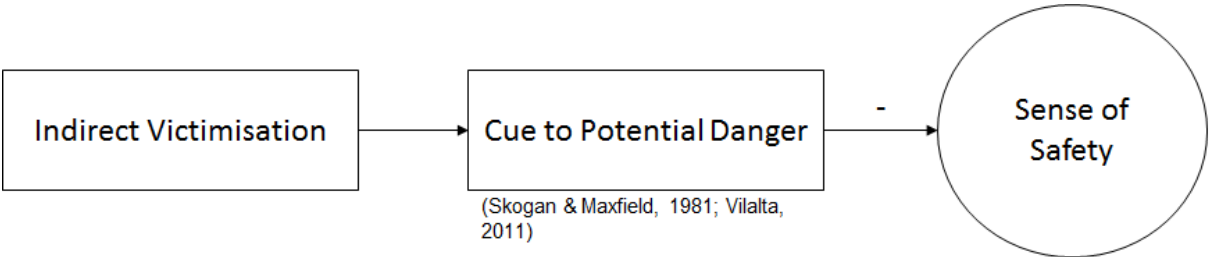 Indirect Victimisation
Cue to Potential Danger
(Skogan & Maxfield, 1981; Vilalta,
2011)
-
Sense of
Safety